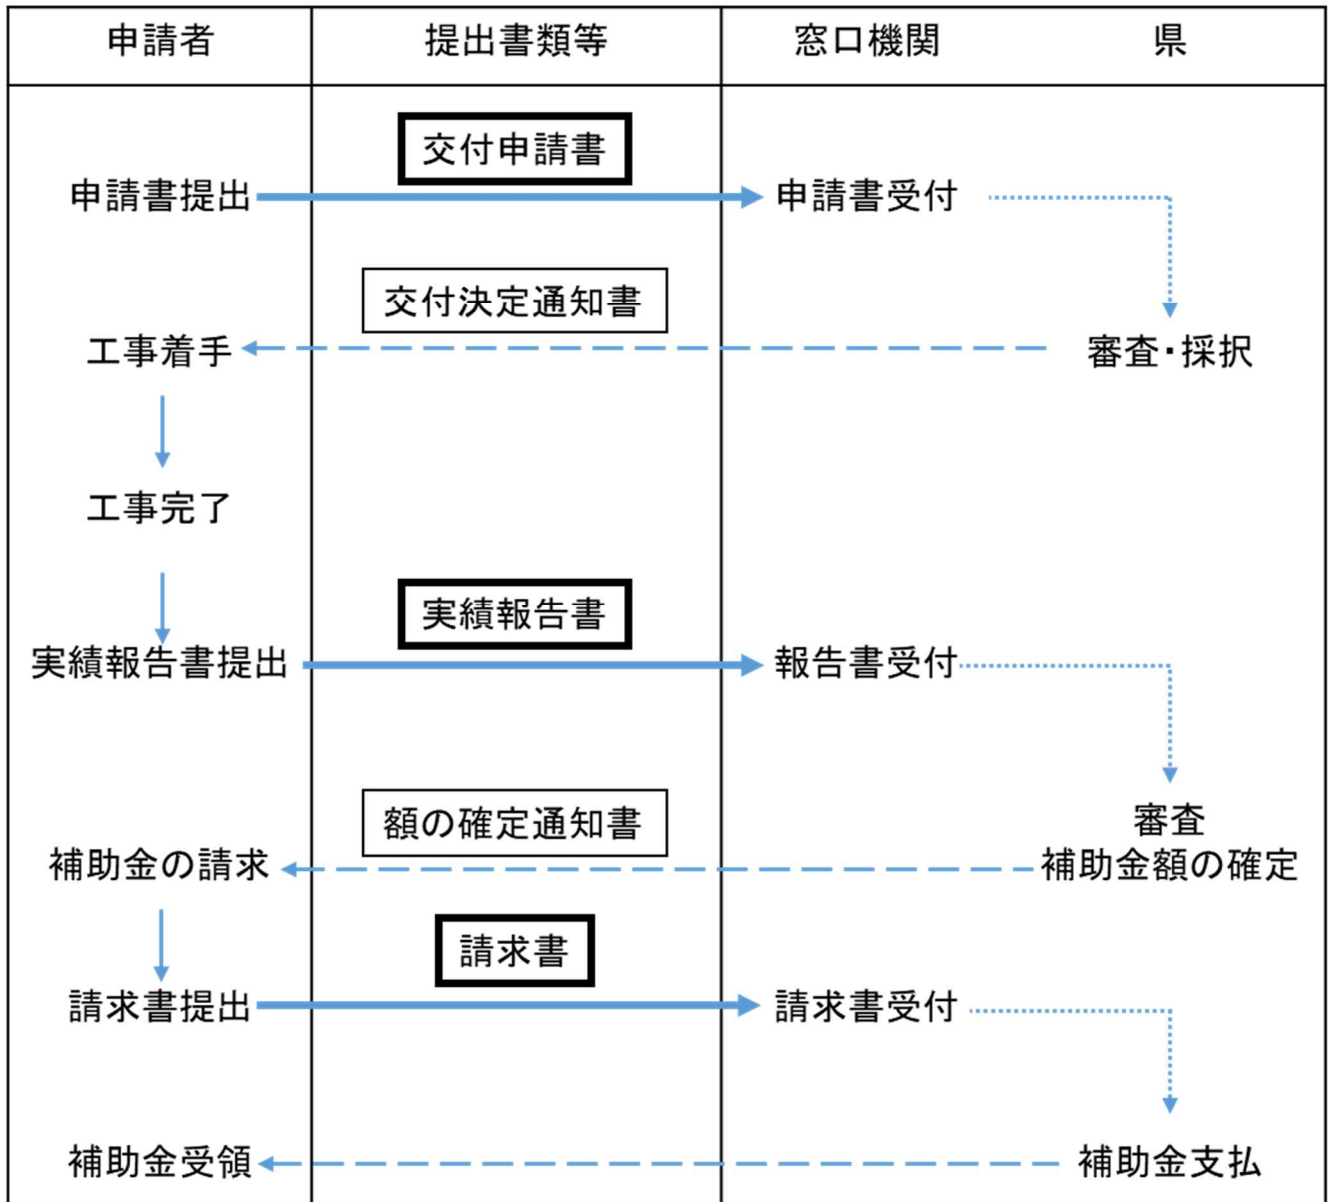 申請者 提出書類等 窓口機関 県
交付申請書
申請書提出 申請書受付
交付決定通知書
工事着手 審査・採択
工事完了
実績報告書
実績報告書提出 報告書受付
額の確定通知書 審査
補助金の請求 補助金額の確定
請求書
請求書提出 請求書受付
補助金受領 補助金支払